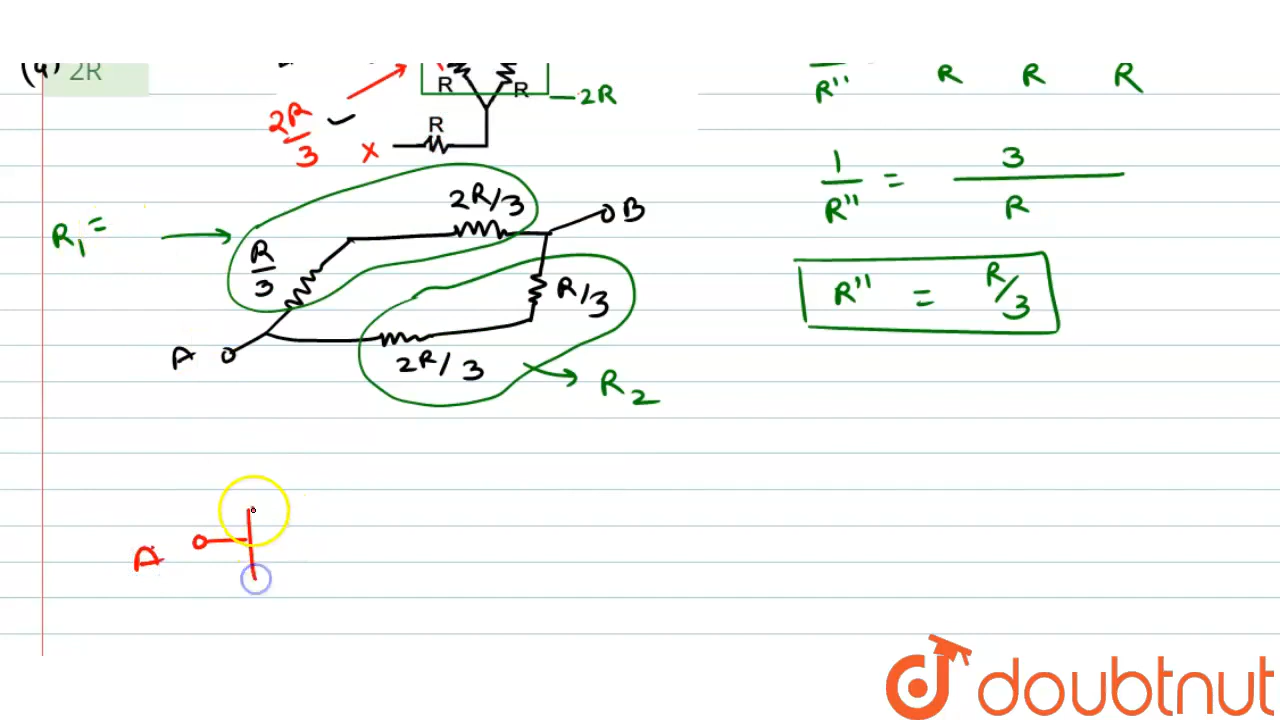 (4) 2R
R R
2R
R
2R/3
x
R R R
R''
1/R'' = 3/R
R'' = R/3
2R/3
B
R1 =
R/3
R/3
A
2R/3
R2
A
doubtnut